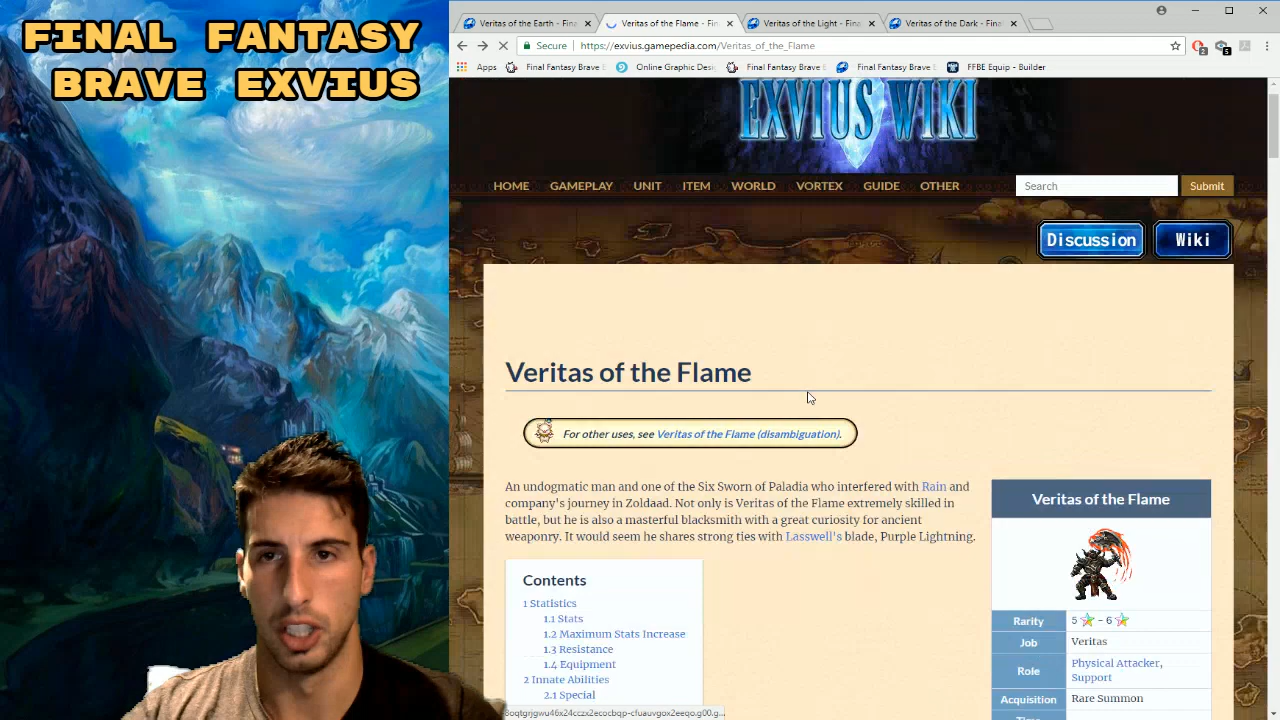 FINAL FANTASY
BRAVE EXVIUS
Veritas of the Earth - Fina
Veritas of the Flame - Fin
Veritas of the Light - Final
Veritas of the Dark - Final
Secure
https://exvius.gamepedia.com/Veritas_of_the_Flame
2
5
Apps
Final Fantasy Brave E
Online Graphic Desi
Final Fantasy Brave E
Final Fantasy Brave E
FFBE Equip - Builder
EXVIUS WIKI
HOME GAMEPLAY UNIT ITEM WORLD VORTEX GUIDE OTHER
Search
Submit
Discussion
Wiki
Veritas of the Flame
For other uses, see Veritas of the Flame (disambiguation).
An undogmatic man and one of the Six Sworn of Paladia who interfered with Rain and
company's journey in Zoldaad. Not only is Veritas of the Flame extremely skilled in
battle, but he is also a masterful blacksmith with a great curiosity for ancient
weaponry. It would seem he shares strong ties with Lasswell's blade, Purple Lightning.
Contents
1 Statistics
1.1 Stats
1.2 Maximum Stats Increase
1.3 Resistance
1.4 Equipment
2 Innate Abilities
2.1 Special
Veritas of the Flame
Rarity 5 - 6
Job Veritas
Role Physical Attacker,
Support
Acquisition Rare Summon